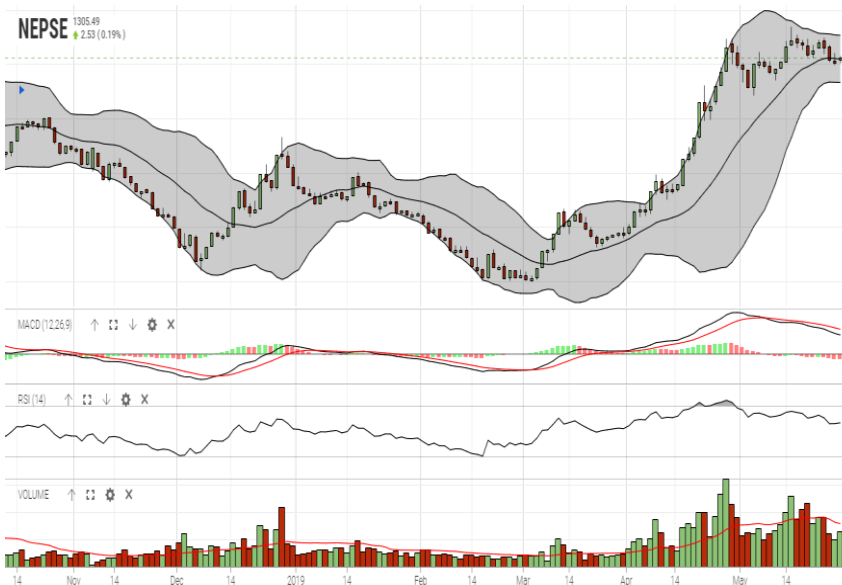 NEPSE 1305.49
2.53 (0.19%)
MACD (12,26,9)
RSI (14)
VOLUME
14 Nov 14 Dec 14 2019 14 Feb 14 Mar 14 Apr 14 May 14